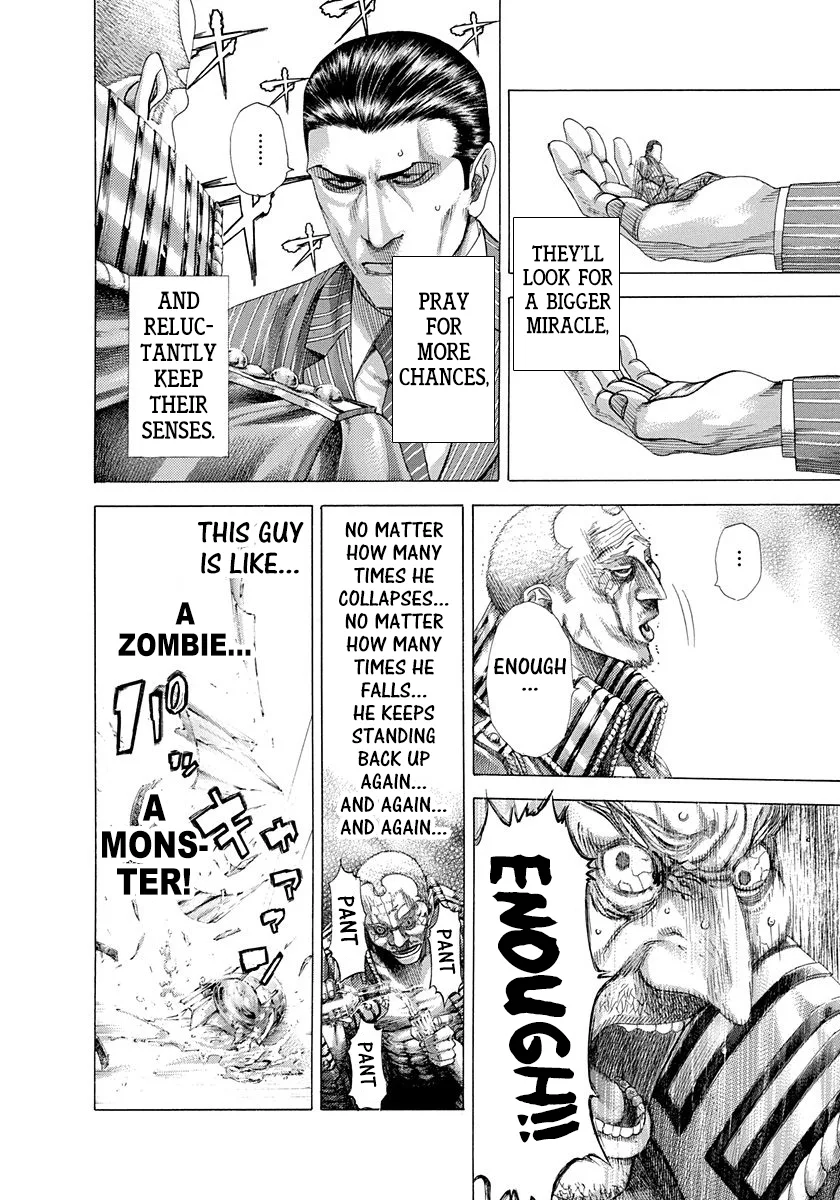 THEY'LL
LOOK FOR
A BIGGER
MIRACLE,
PRAY
FOR
MORE
CHANCES,
…
AND
RELUC-
TANTLY
KEEP
THEIR
SENSES.
…
ENOUGH
...
ENOUGH!!
NO MATTER
HOW MANY
TIMES HE
COLLAPSES...
NO MATTER
HOW MANY
TIMES HE
FALLS...
HE KEEPS
STANDING
BACK UP
AGAIN...
AND AGAIN...
AND AGAIN...
PANT
PANT
PANT
THIS GUY
IS LIKE...
A
ZOMBIE...
A
MONS-
TER!